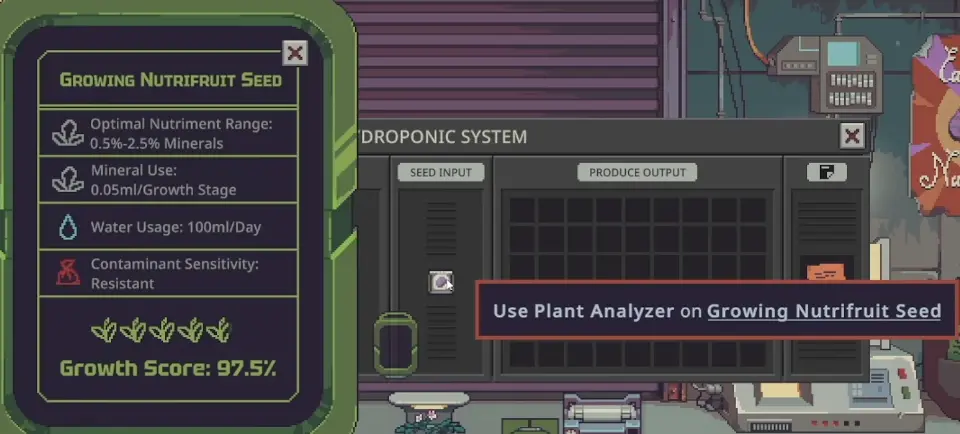 Growing Nutrifruit Seed
Optimal Nutriment Range:
0.5%-2.5% Minerals
Mineral Use:
0.05ml/Growth Stage
Water Usage: 100ml/Day
Contaminant Sensitivity:
Resistant
Growth Score: 97.5%
DROPONIC SYSTEM
SEED INPUT
PRODUCE OUTPUT
Use Plant Analyzer on Growing Nutrifruit Seed